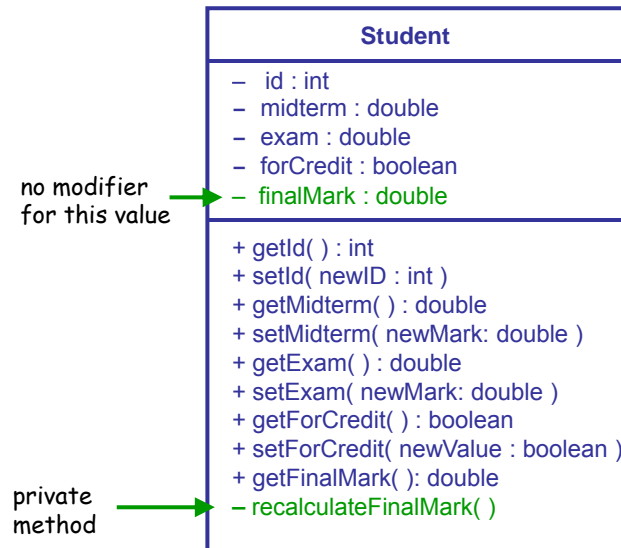 Student
– id : int
– midterm : double
– exam : double
– forCredit : boolean
no modifier
for this value
– finalMark : double
+ getId( ) : int
+ setId( newID : int )
+ getMidterm( ) : double
+ setMidterm( newMark: double )
+ getExam( ) : double
+ setExam( newMark: double )
+ getForCredit( ) : boolean
+ setForCredit( newValue : boolean )
+ getFinalMark( ): double
private
method
– recalculateFinalMark( )